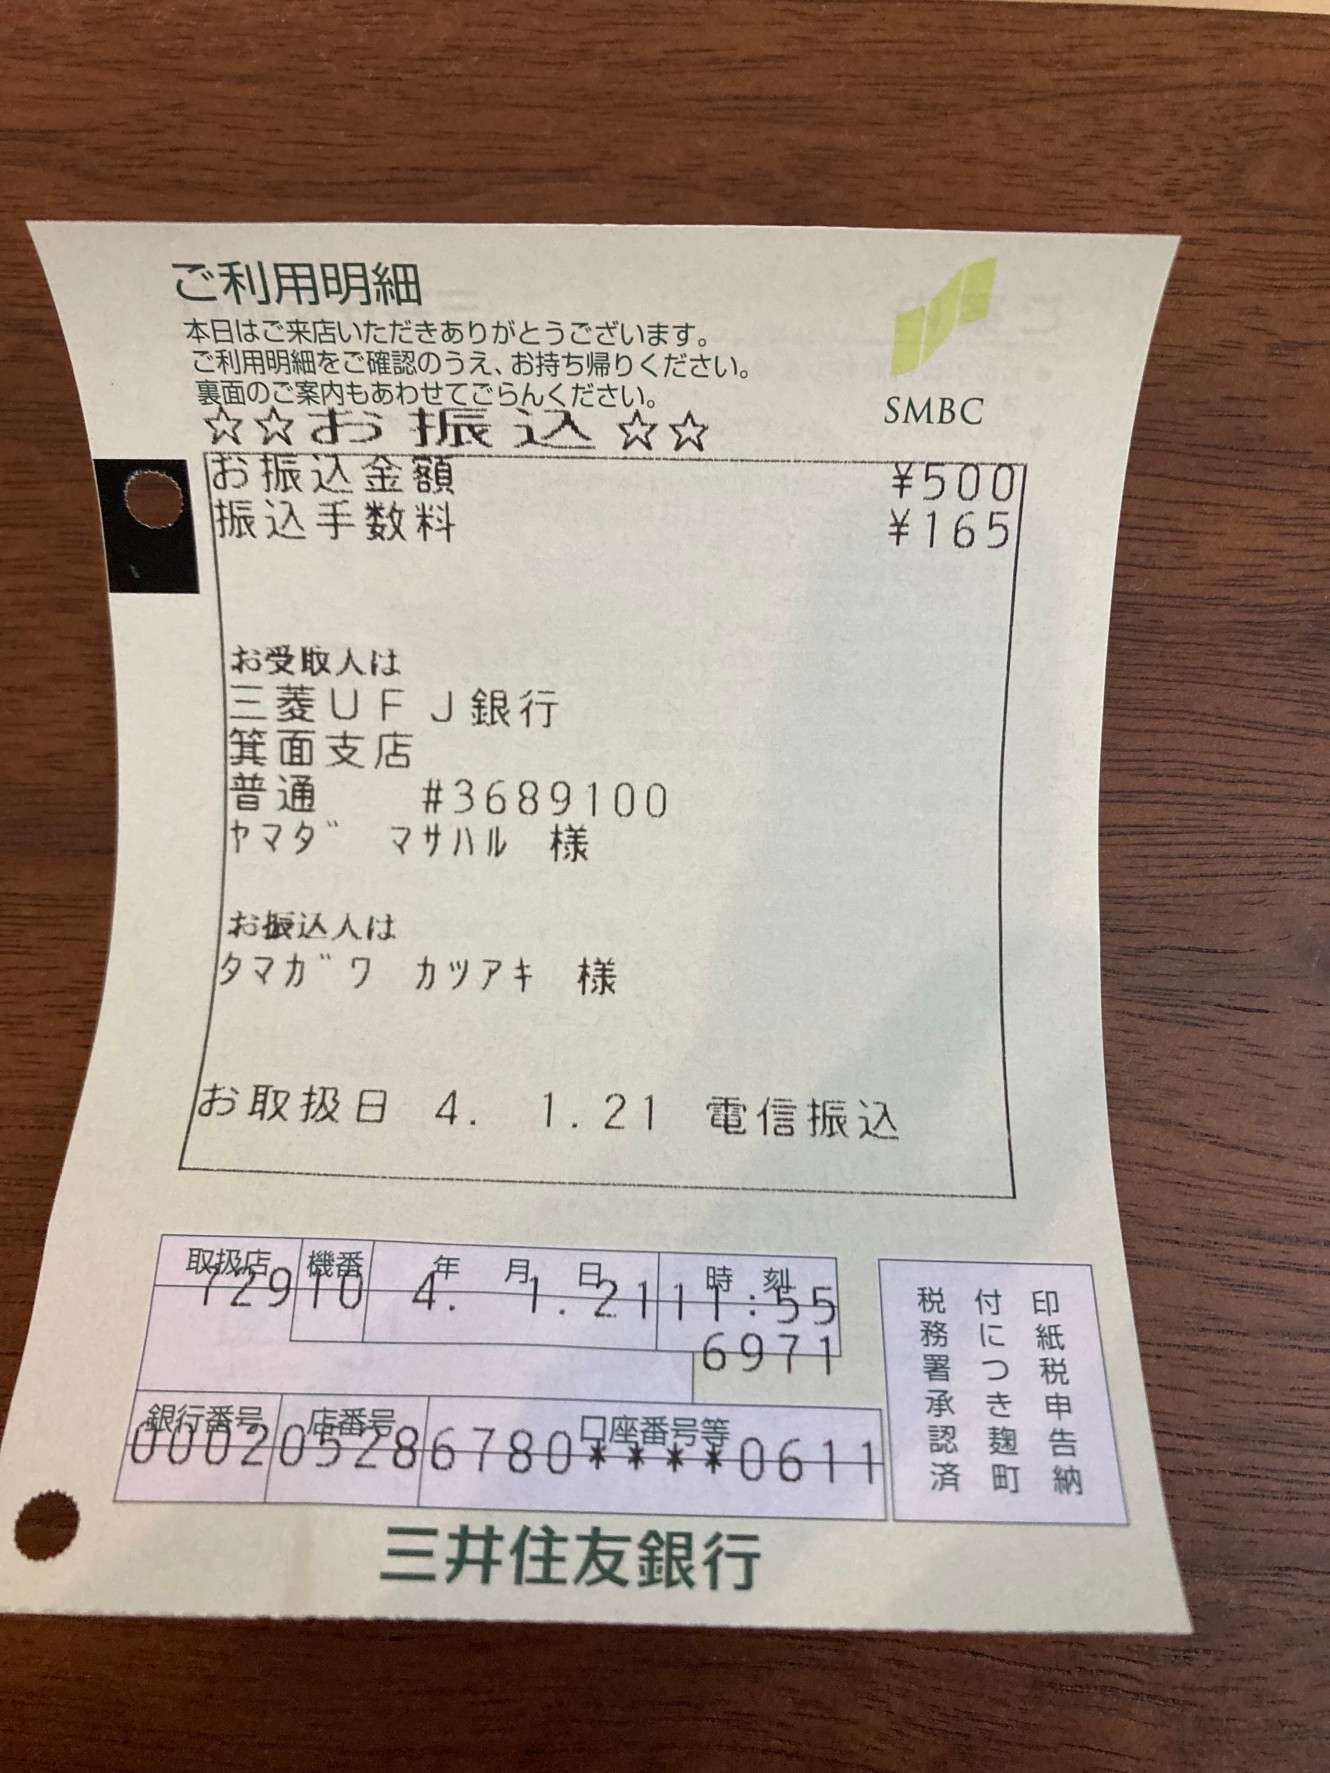 ご利用明細
本日はご来店いただきありがとうございます。
ご利用明細をご確認のうえ、お持ち帰りください。
裏面のご案内もあわせてごらんください。
SMBC
☆☆お振込☆☆
お振込金額 ¥500
振込手数料 ¥165
お受取人は
三菱UFJ銀行
箕面支店
普通 #3689100
ヤマダ マサハル 様
お振込人は
タマガワ カツアキ 様
お取扱日 4. 1.21 電信振込
取扱店 機番 年 月 日 時 刻
729 10 4. 1.21 11:55
6971
銀行番号 店番号 口座番号等
0002 0528 6780****0611
印紙税申告納
付につき麹町
税務署承認済
三井住友銀行